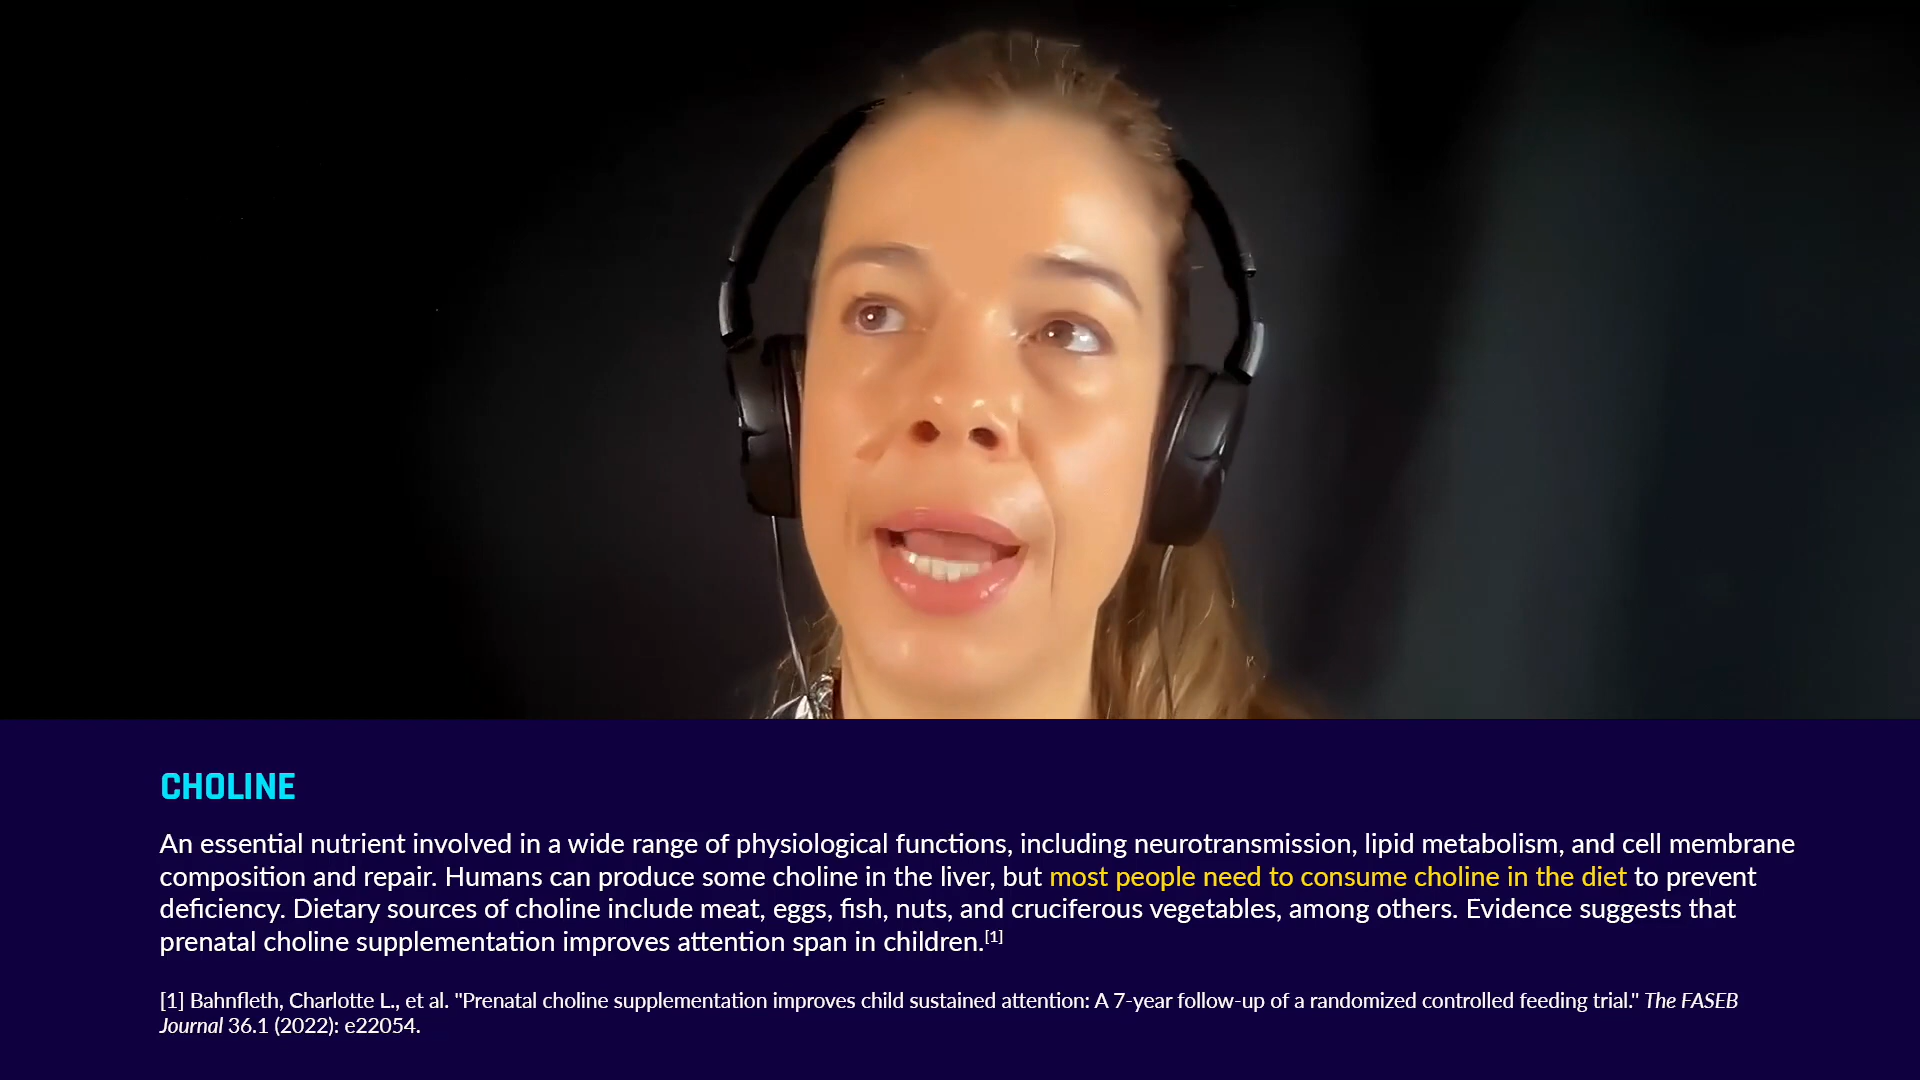 CHOLINE
An essential nutrient involved in a wide range of physiological functions, including neurotransmission, lipid metabolism, and cell membrane
composition and repair. Humans can produce some choline in the liver, but most people need to consume choline in the diet to prevent
deficiency. Dietary sources of choline include meat, eggs, fish, nuts, and cruciferous vegetables, among others. Evidence suggests that
prenatal choline supplementation improves attention span in children.[1]
[1] Bahnfleth, Charlotte L., et al. "Prenatal choline supplementation improves child sustained attention: A 7-year follow-up of a randomized controlled feeding trial." The FASEB
Journal 36.1 (2022): e22054.